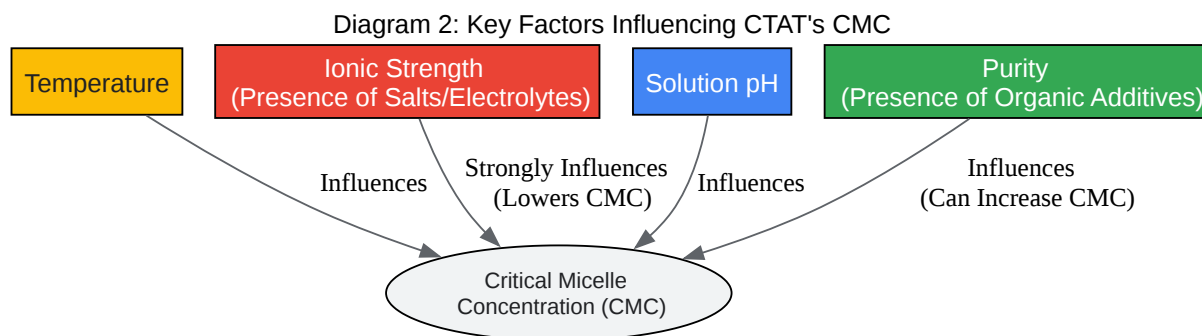 Diagram 2: Key Factors Influencing CTAT's CMC
Temperature
Ionic Strength
(Presence of Salts/Electrolytes)
Solution pH
Purity
(Presence of Organic Additives)
Influences
Strongly Influences
(Lowers CMC)
Influences
Influences
(Can Increase CMC)
Critical Micelle
Concentration (CMC)